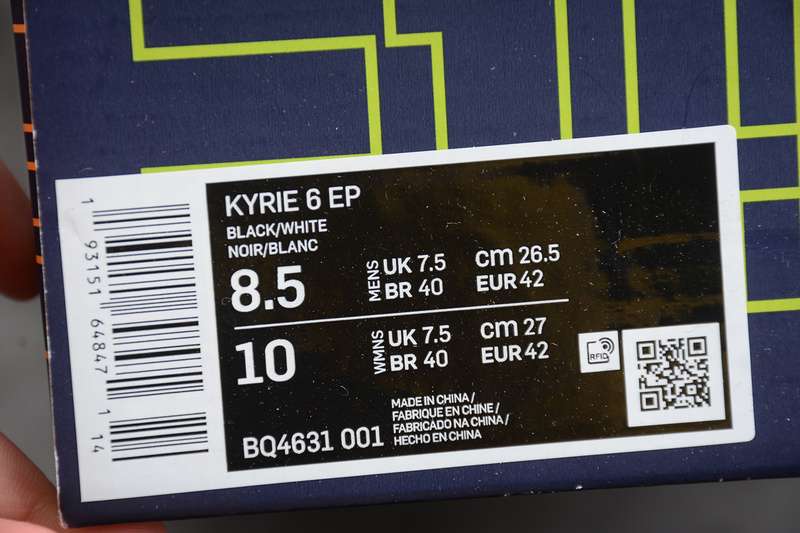 KYRIE 6 EP
BLACK/WHITE
NOIR/BLANC
8.5
MENS
UK 7.5
cm 26.5
BR 40
EUR 42
10
WMNS
UK 7.5
cm 27
BR 40
EUR 42
RFID
BQ4631 001
MADE IN CHINA /
FABRIQUE EN CHINE /
FABRICADO NA CHINA /
HECHO EN CHINA
1 93151 64847 1 14